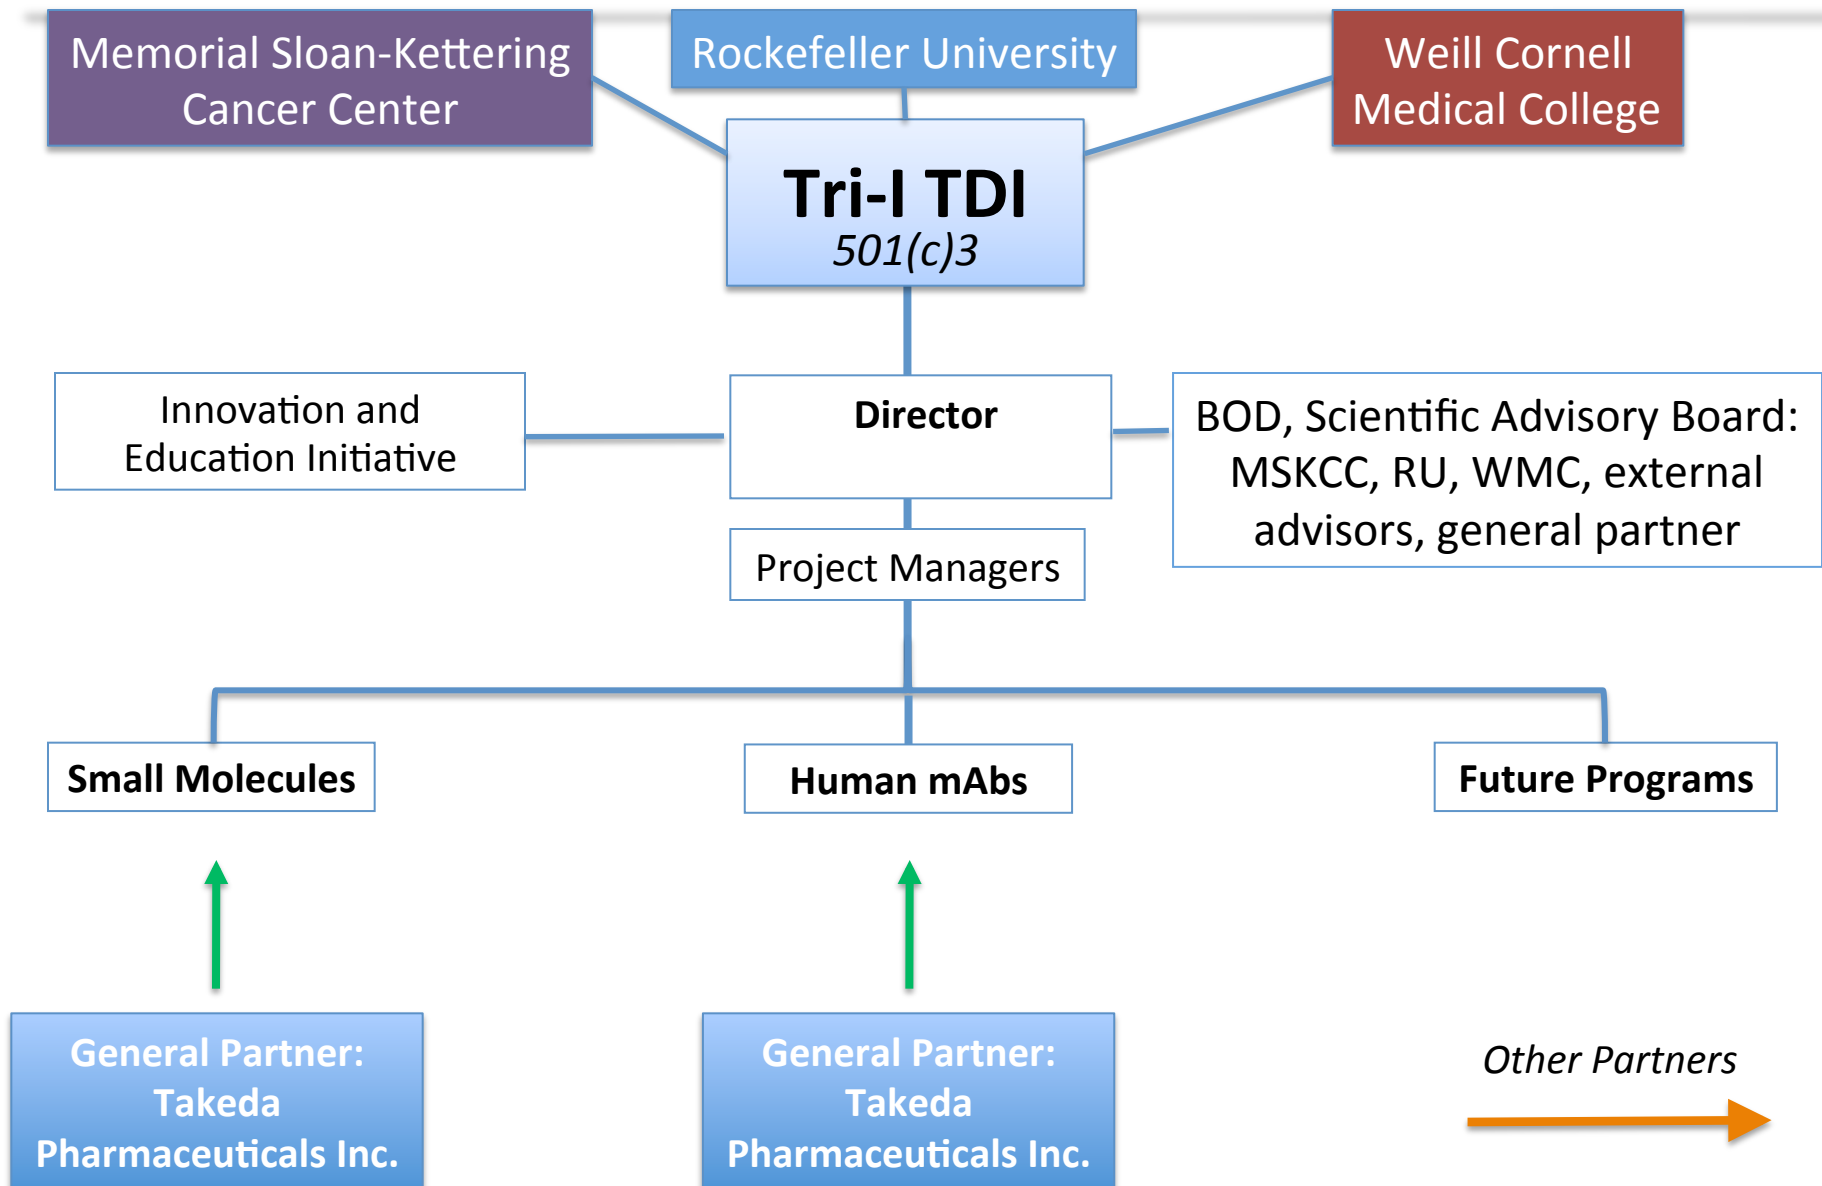 Memorial Sloan-Kettering
Cancer Center
Rockefeller University
Weill Cornell
Medical College
Tri-I TDI
501(c)3
Innovation and
Education Initiative
Director
BOD, Scientific Advisory Board:
MSKCC, RU, WMC, external
advisors, general partner
Project Managers
Small Molecules
Human mAbs
Future Programs
General Partner:
Takeda
Pharmaceuticals Inc.
General Partner:
Takeda
Pharmaceuticals Inc.
Other Partners